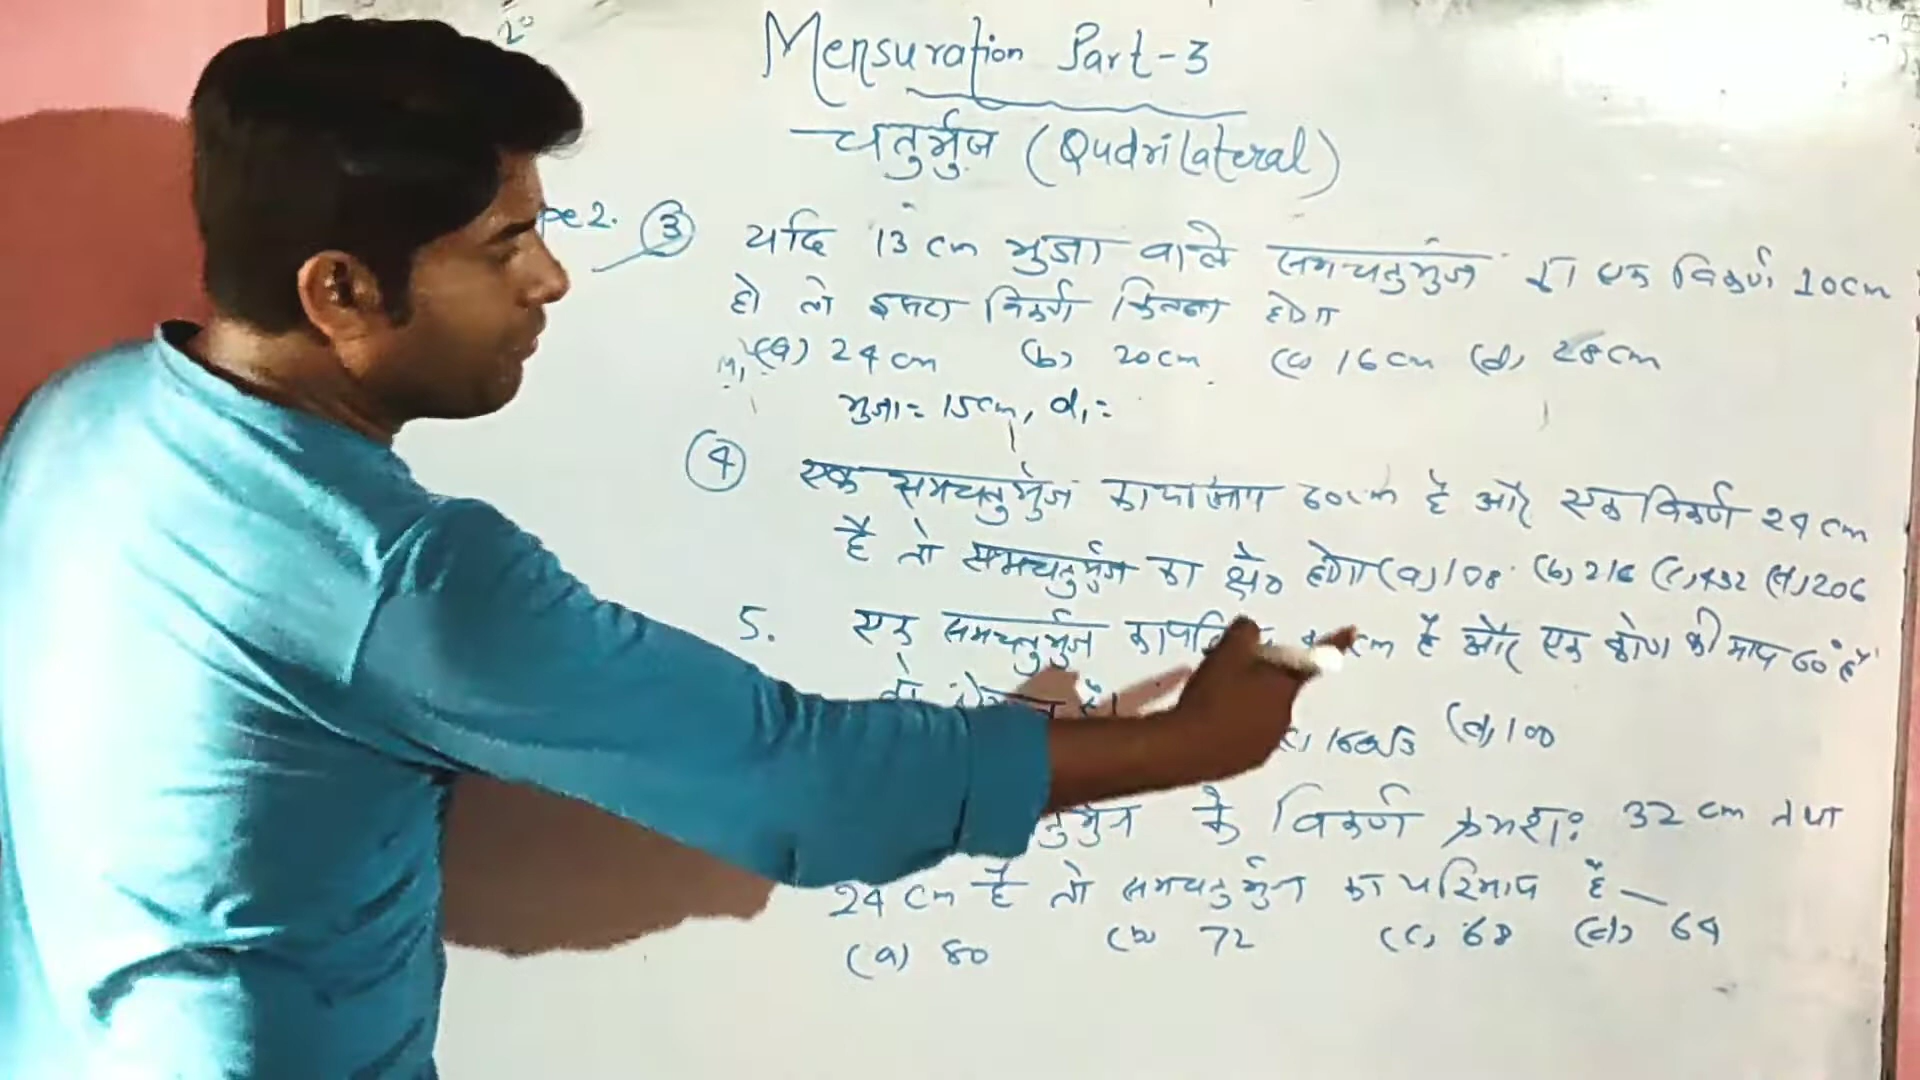 Mensuration Part-3
चतुर्भुज (Qudrilateral)
③ यदि 13 cm भुजा वाले समचतुर्भुज का एक विकर्ण 10cm
हो तो दूसरा विकर्ण कितना होगा
(a) 24 cm (b) 20cm (c) 16cm (d) 28cm
भुजा = 15cm, d₁ =
④ एक समचतुर्भुज का परिमाप 60cm है और एक विकर्ण 24 cm
है तो समचतुर्भुज का क्षे० होगा (a) 108 (b) 216 (c) 432 (d) 206
5. एक समचतुर्भुज का cm है और एक कोण की माप 60° है
तो (d) 100
के विकर्ण क्रमशः 32 cm तथा
24 cm है तो समचतुर्भुज का परिमाप है —
(a) 80 (b) 72 (c) 68 (d) 64